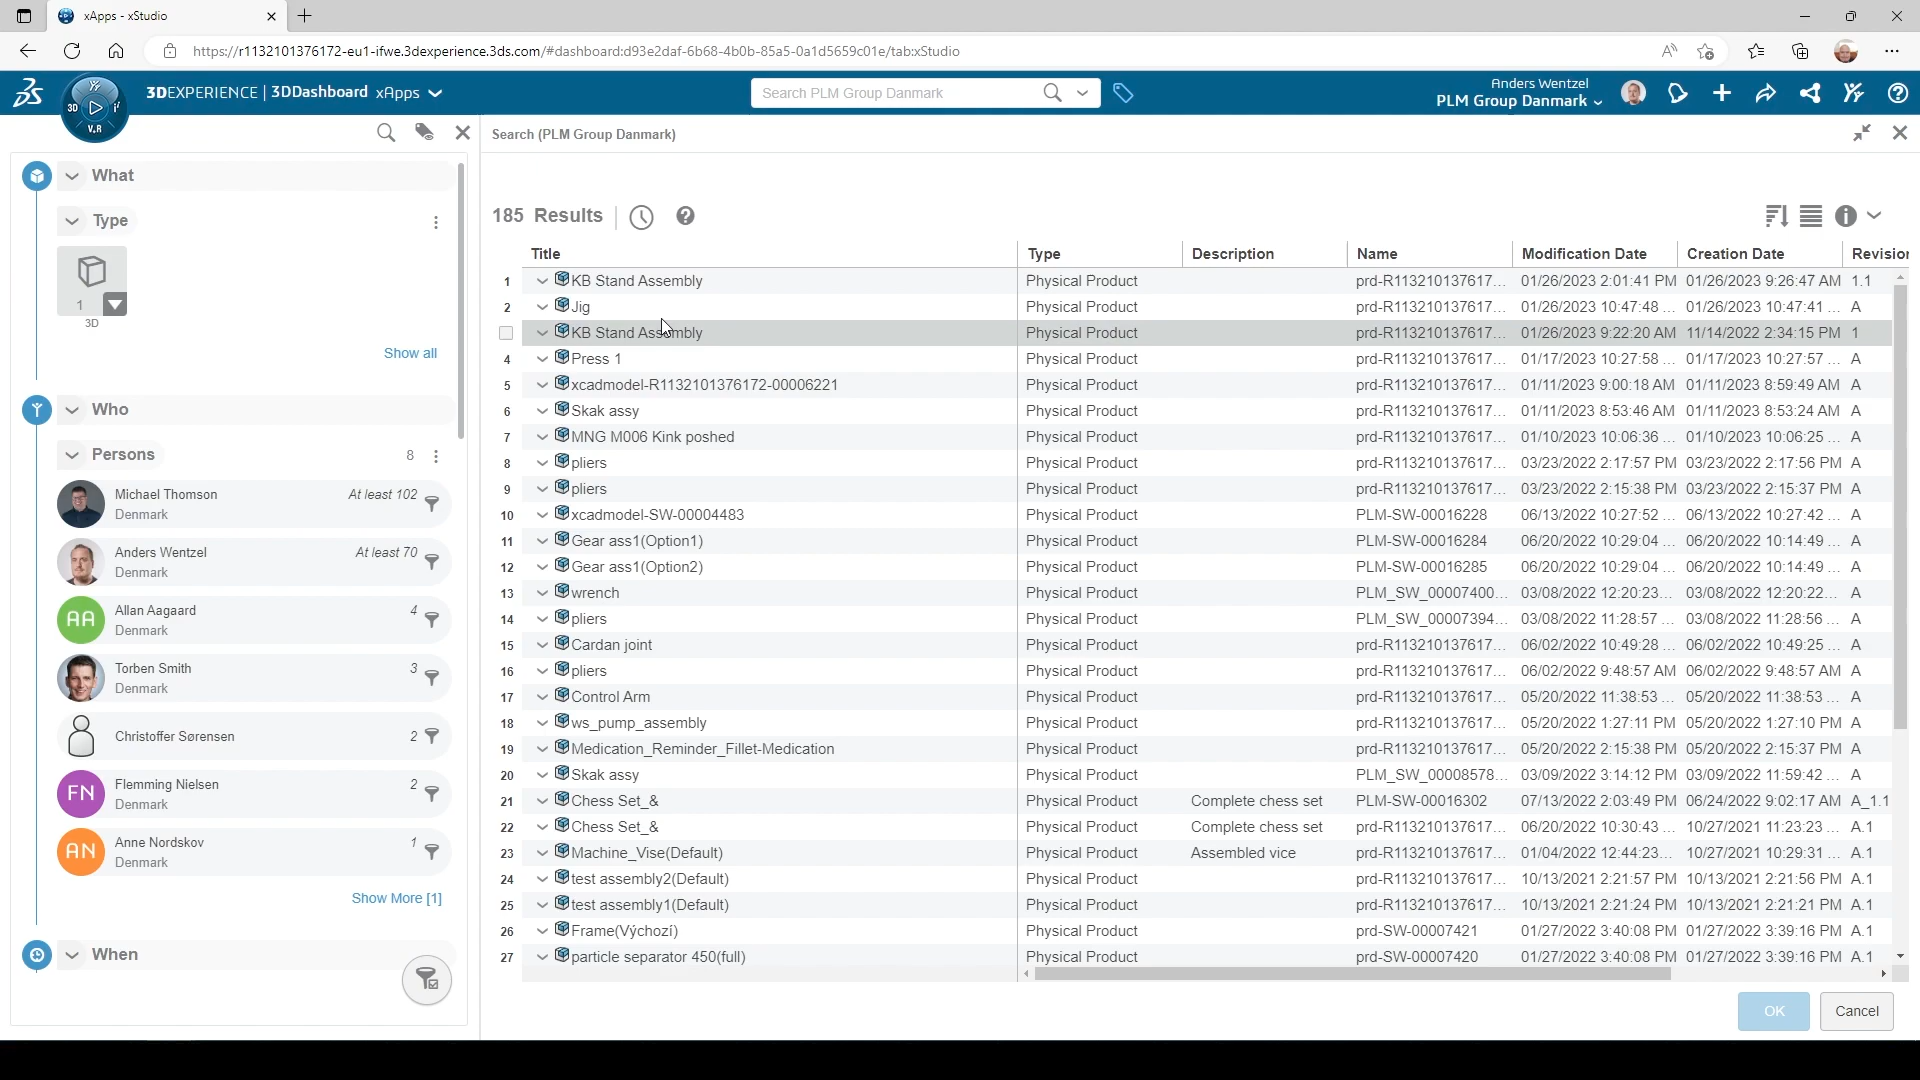 xApps - xStudio
https://r1132101376172-eu1-ifwe.3dexperience.3ds.com/#dashboard:d93e2daf-6b68-4b0b-85a5-0a1d5659c01e/tab:xStudio
3D V.R
3DEXPERIENCE | 3DDashboard xApps
Search PLM Group Danmark
Anders Wentzel
PLM Group Danmark
Search (PLM Group Danmark)
What
Type
1
3D
Show all
Who
Persons 8
Michael Thomson At least 102
Denmark
Anders Wentzel At least 70
Denmark
AA Allan Aagaard 4
Denmark
Torben Smith 3
Denmark
Christoffer Sørensen 2
FN Flemming Nielsen 2
Denmark
AN Anne Nordskov 1
Denmark
Show More [1]
When
185 Results
Title Type Description Name Modification Date Creation Date Revision
1 KB Stand Assembly Physical Product prd-R113210137617... 01/26/2023 2:01:41 PM 01/26/2023 9:26:47 AM 1.1
2 Jig Physical Product prd-R113210137617... 01/26/2023 10:47:48 ... 01/26/2023 10:47:41 ... A
KB Stand Assembly Physical Product prd-R113210137617... 01/26/2023 9:22:20 AM 11/14/2022 2:34:15 PM 1
4 Press 1 Physical Product prd-R113210137617... 01/17/2023 10:27:58 ... 01/17/2023 10:27:57 ... A
5 xcadmodel-R1132101376172-00006221 Physical Product prd-R113210137617... 01/11/2023 9:00:18 AM 01/11/2023 8:59:49 AM A
6 Skak assy Physical Product prd-R113210137617... 01/11/2023 8:53:46 AM 01/11/2023 8:53:24 AM A
7 MNG M006 Kink poshed Physical Product prd-R113210137617... 01/10/2023 10:06:36 ... 01/10/2023 10:06:25 ... A
8 pliers Physical Product prd-R113210137617... 03/23/2022 2:17:57 PM 03/23/2022 2:17:56 PM A
9 pliers Physical Product prd-R113210137617... 03/23/2022 2:15:38 PM 03/23/2022 2:15:37 PM A
10 xcadmodel-SW-00004483 Physical Product PLM-SW-00016228 06/13/2022 10:27:52 ... 06/13/2022 10:27:42 ... A
11 Gear ass1(Option1) Physical Product PLM-SW-00016284 06/20/2022 10:29:04 ... 06/20/2022 10:14:49 ... A
12 Gear ass1(Option2) Physical Product PLM-SW-00016285 06/20/2022 10:29:04 ... 06/20/2022 10:14:49 ... A
13 wrench Physical Product PLM_SW_00007400... 03/08/2022 12:20:23... 03/08/2022 12:20:22... A
14 pliers Physical Product PLM_SW_00007394... 03/08/2022 11:28:57 ... 03/08/2022 11:28:56 ... A
15 Cardan joint Physical Product prd-R113210137617... 06/02/2022 10:49:28 ... 06/02/2022 10:49:25 ... A
16 pliers Physical Product prd-R113210137617... 06/02/2022 9:48:57 AM 06/02/2022 9:48:57 AM A
17 Control Arm Physical Product prd-R113210137617... 05/20/2022 11:38:53 ... 05/20/2022 11:38:53 ... A
18 ws_pump_assembly Physical Product prd-R113210137617... 05/20/2022 1:27:11 PM 05/20/2022 1:27:10 PM A
19 Medication_Reminder_Fillet-Medication Physical Product prd-R113210137617... 05/20/2022 2:15:38 PM 05/20/2022 2:15:37 PM A
20 Skak assy Physical Product PLM_SW_00008578... 03/09/2022 3:14:12 PM 03/09/2022 11:59:42 ... A
21 Chess Set_& Physical Product Complete chess set PLM-SW-00016302 07/13/2022 2:03:49 PM 06/24/2022 9:02:17 AM A_1.1
22 Chess Set_& Physical Product Complete chess set prd-R113210137617... 06/20/2022 10:30:43 ... 10/27/2021 11:23:23 ... A.1
23 Machine_Vise(Default) Physical Product Assembled vice prd-R113210137617... 01/04/2022 12:44:23... 10/27/2021 10:29:31 ... A.1
24 test assembly2(Default) Physical Product prd-R113210137617... 10/13/2021 2:21:57 PM 10/13/2021 2:21:56 PM A.1
25 test assembly1(Default) Physical Product prd-R113210137617... 10/13/2021 2:21:24 PM 10/13/2021 2:21:21 PM A.1
26 Frame(Výchozí) Physical Product prd-SW-00007421 01/27/2022 3:40:08 PM 01/27/2022 3:39:16 PM A.1
27 particle separator 450(full) Physical Product prd-SW-00007420 01/27/2022 3:40:08 PM 01/27/2022 3:39:16 PM A.1
OK Cancel